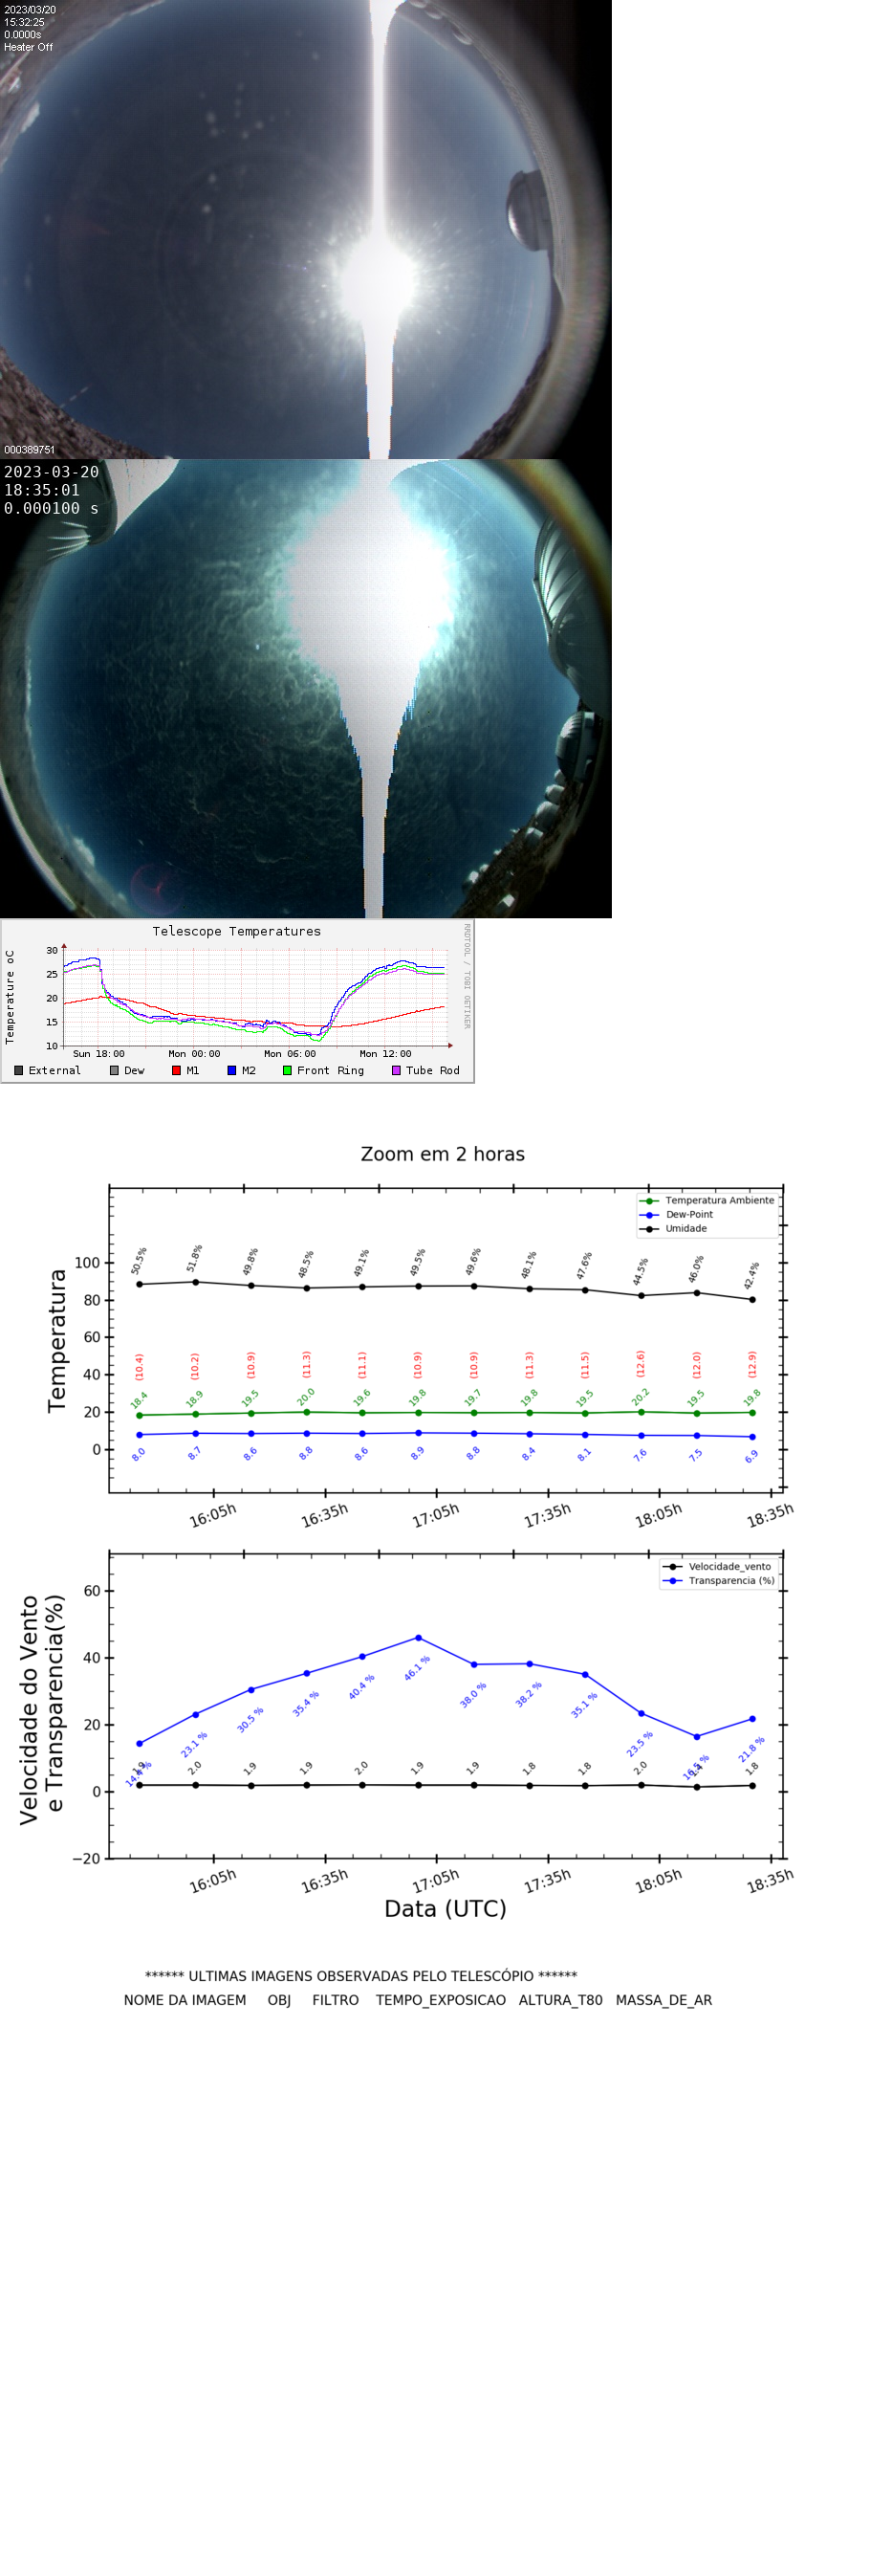 2023/03/20
15:32:25
0.0000s
Heater Off
000389751
2023-03-20
18:35:01
0.000100 s
Telescope Temperatures
RRDTOOL / TOBI OETIKER
Temperature oC
30
25
20
15
10
Sun 18:00 Mon 00:00 Mon 06:00 Mon 12:00
External Dew M1 M2 Front Ring Tube Rod
Zoom em 2 horas
Temperatura Ambiente
Dew-Point
Umidade
Temperatura
100
80
60
40
20
0
50.5% 51.8% 49.8% 48.5% 49.1% 49.5% 49.6% 48.1% 47.6% 44.5% 46.0% 42.4%
(10.4) (10.2) (10.9) (11.3) (11.1) (10.9) (10.9) (11.3) (11.5) (12.6) (12.0) (12.9)
18.4 18.9 19.5 20.0 19.6 19.8 19.7 19.8 19.5 20.2 19.5 19.8
8.0 8.7 8.6 8.8 8.6 8.9 8.8 8.4 8.1 7.6 7.5 6.9
16:05h 16:35h 17:05h 17:35h 18:05h 18:35h
Velocidade_vento
Transparencia (%)
Velocidade do Vento
e Transparencia(%)
60
40
20
0
−20
23.1 % 30.5 % 35.4 % 40.4 % 46.1 % 38.0 % 38.2 % 35.1 % 23.5 % 21.8 %
2.0 1.9 1.9 2.0 1.9 1.9 1.8 1.8 2.0 1.8
16:05h 16:35h 17:05h 17:35h 18:05h 18:35h
Data (UTC)
****** ULTIMAS IMAGENS OBSERVADAS PELO TELESCÓPIO ******
NOME DA IMAGEM OBJ FILTRO TEMPO_EXPOSICAO ALTURA_T80 MASSA_DE_AR